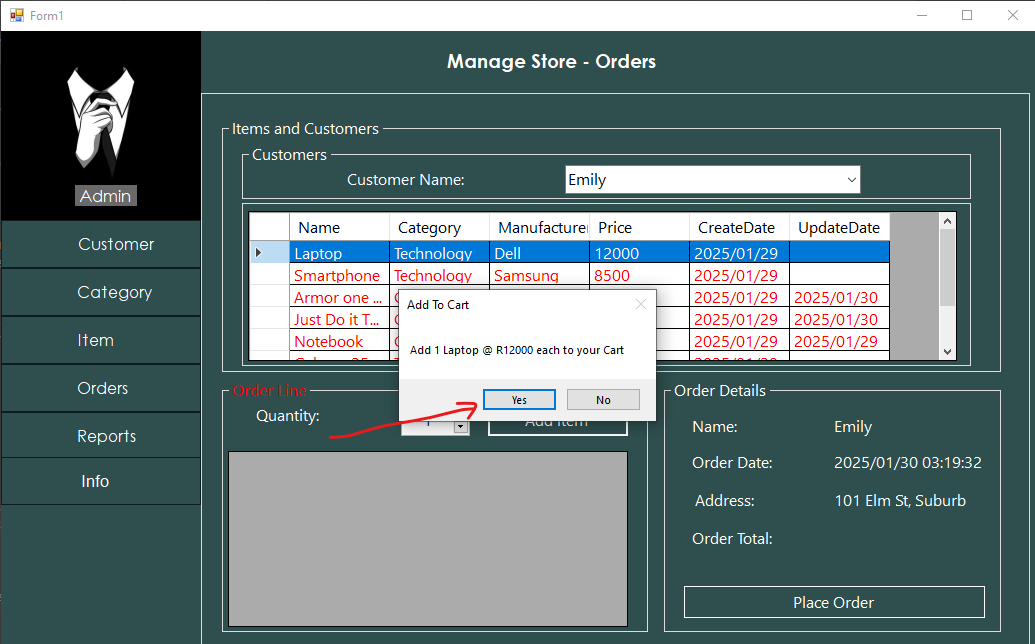 Form1
Manage Store - Orders
Admin
Customer
Category
Item
Orders
Reports
Info
Items and Customers
Customers
Customer Name: Emily
Name Category Manufacturer Price CreateDate UpdateDate
Laptop Technology Dell 12000 2025/01/29
Smartphone Technology Samsung 8500 2025/01/29
Armor one ... 2025/01/29 2025/01/30
Just Do it T... 2025/01/29 2025/01/30
Notebook 2025/01/29 2025/01/29
Add To Cart
Add 1 Laptop @ R12000 each to your Cart
Yes No
Order Line
Quantity: 1 Add Item
Order Details
Name: Emily
Order Date: 2025/01/30 03:19:32
Address: 101 Elm St, Suburb
Order Total:
Place Order